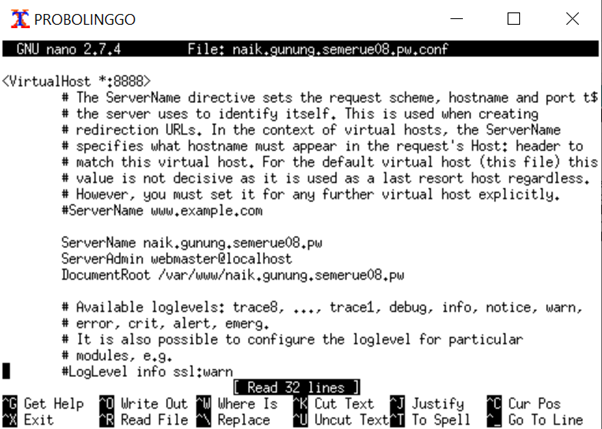 PROBOLINGGO
GNU nano 2.7.4 File: naik.gunung.semerue08.pw.conf
<VirtualHost *:8888>
# The ServerName directive sets the request scheme, hostname and port t$
# the server uses to identify itself. This is used when creating
# redirection URLs. In the context of virtual hosts, the ServerName
# specifies what hostname must appear in the request's Host: header to
# match this virtual host. For the default virtual host (this file) this
# value is not decisive as it is used as a last resort host regardless.
# However, you must set it for any further virtual host explicitly.
#ServerName www.example.com
ServerName naik.gunung.semerue08.pw
ServerAdmin webmaster@localhost
DocumentRoot /var/www/naik.gunung.semerue08.pw
# Available loglevels: trace8, ..., trace1, debug, info, notice, warn,
# error, crit, alert, emerg.
# It is also possible to configure the loglevel for particular
# modules, e.g.
#LogLevel info ssl:warn
[ Read 32 lines ]
^G Get Help ^O Write Out ^W Where Is ^K Cut Text ^J Justify ^C Cur Pos
^X Exit ^R Read File ^\ Replace ^U Uncut Text ^T To Spell ^_ Go To Line